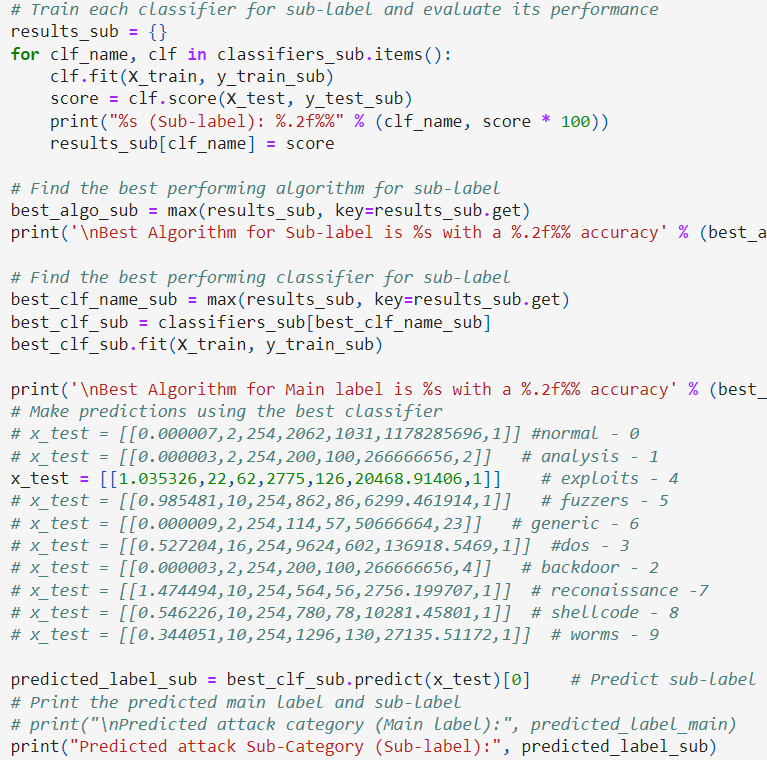 # Train each classifier for sub-label and evaluate its performance
results_sub = {}
for clf_name, clf in classifiers_sub.items():
    clf.fit(X_train, y_train_sub)
    score = clf.score(X_test, y_test_sub)
    print("%s (Sub-label): %.2f%%" % (clf_name, score * 100))
    results_sub[clf_name] = score

# Find the best performing algorithm for sub-label
best_algo_sub = max(results_sub, key=results_sub.get)
print('\nBest Algorithm for Sub-label is %s with a %.2f%% accuracy' % (best_a

# Find the best performing classifier for sub-label
best_clf_name_sub = max(results_sub, key=results_sub.get)
best_clf_sub = classifiers_sub[best_clf_name_sub]
best_clf_sub.fit(X_train, y_train_sub)

print('\nBest Algorithm for Main label is %s with a %.2f%% accuracy' % (best_
# Make predictions using the best classifier
# x_test = [[0.000007,2,254,2062,1031,1178285696,1]] #normal - 0
# x_test = [[0.000003,2,254,200,100,266666656,2]]   # analysis - 1
x_test = [[1.035326,22,62,2775,126,20468.91406,1]]    # exploits - 4
# x_test = [[0.985481,10,254,862,86,6299.461914,1]]   # fuzzers - 5
# x_test = [[0.000009,2,254,114,57,50666664,23]]   # generic - 6
# x_test = [[0.527204,16,254,9624,602,136918.5469,1]]  #dos - 3
# x_test = [[0.000003,2,254,200,100,266666656,4]]   # backdoor - 2
# x_test = [[1.474494,10,254,564,56,2756.199707,1]]  # reconaissance -7
# x_test = [[0.546226,10,254,780,78,10281.45801,1]]  # shellcode - 8
# x_test = [[0.344051,10,254,1296,130,27135.51172,1]]  # worms - 9

predicted_label_sub = best_clf_sub.predict(x_test)[0]    # Predict sub-label
# Print the predicted main label and sub-label
# print("\nPredicted attack category (Main label):", predicted_label_main)
print("Predicted attack Sub-Category (Sub-label):", predicted_label_sub)